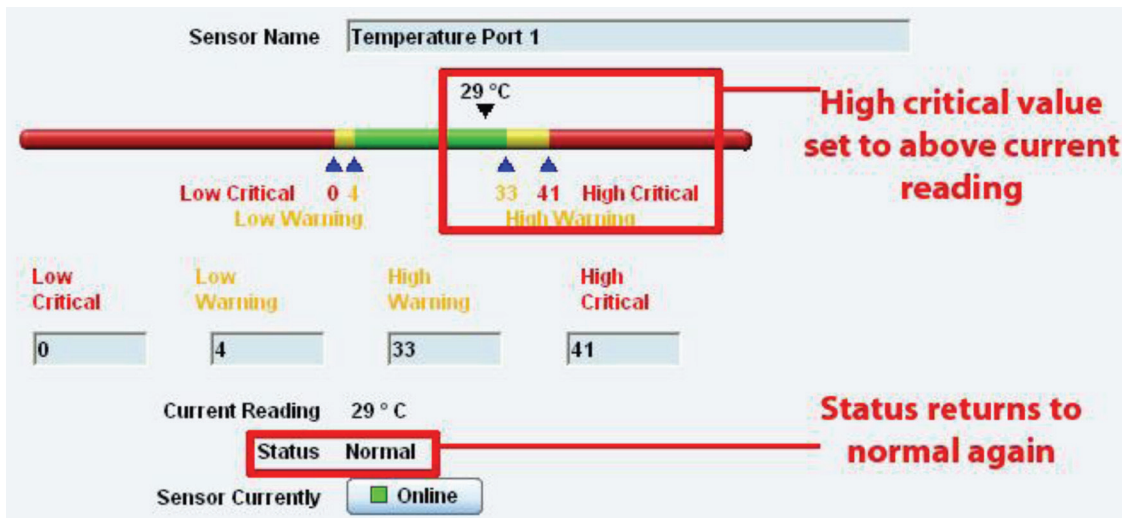 Sensor Name Temperature Port 1
29 °C
High critical value
set to above current
reading
Low Critical 0 4 33 41 High Critical
Low Warning High Warning
Low Critical
Low Warning
High Warning
High Critical
0 4 33 41
Current Reading 29 ° C
Status Normal
Status returns to
normal again
Sensor Currently Online